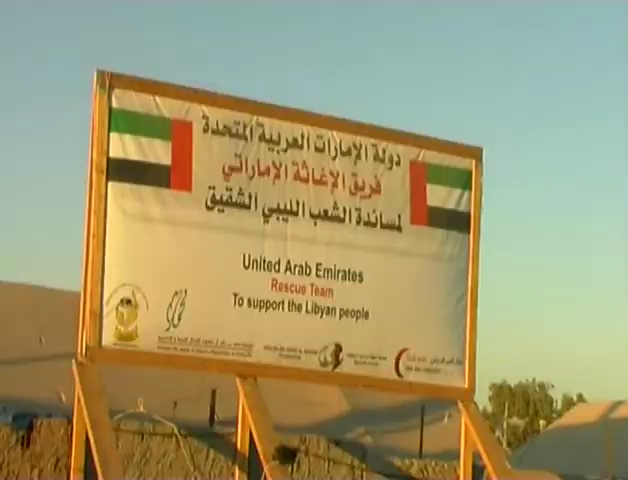 دولة الإمارات العربية المتحدة
فريق الإغاثة الإماراتي
لمساندة الشعب الليبي الشقيق
United Arab Emirates
Rescue Team
To support the Libyan people